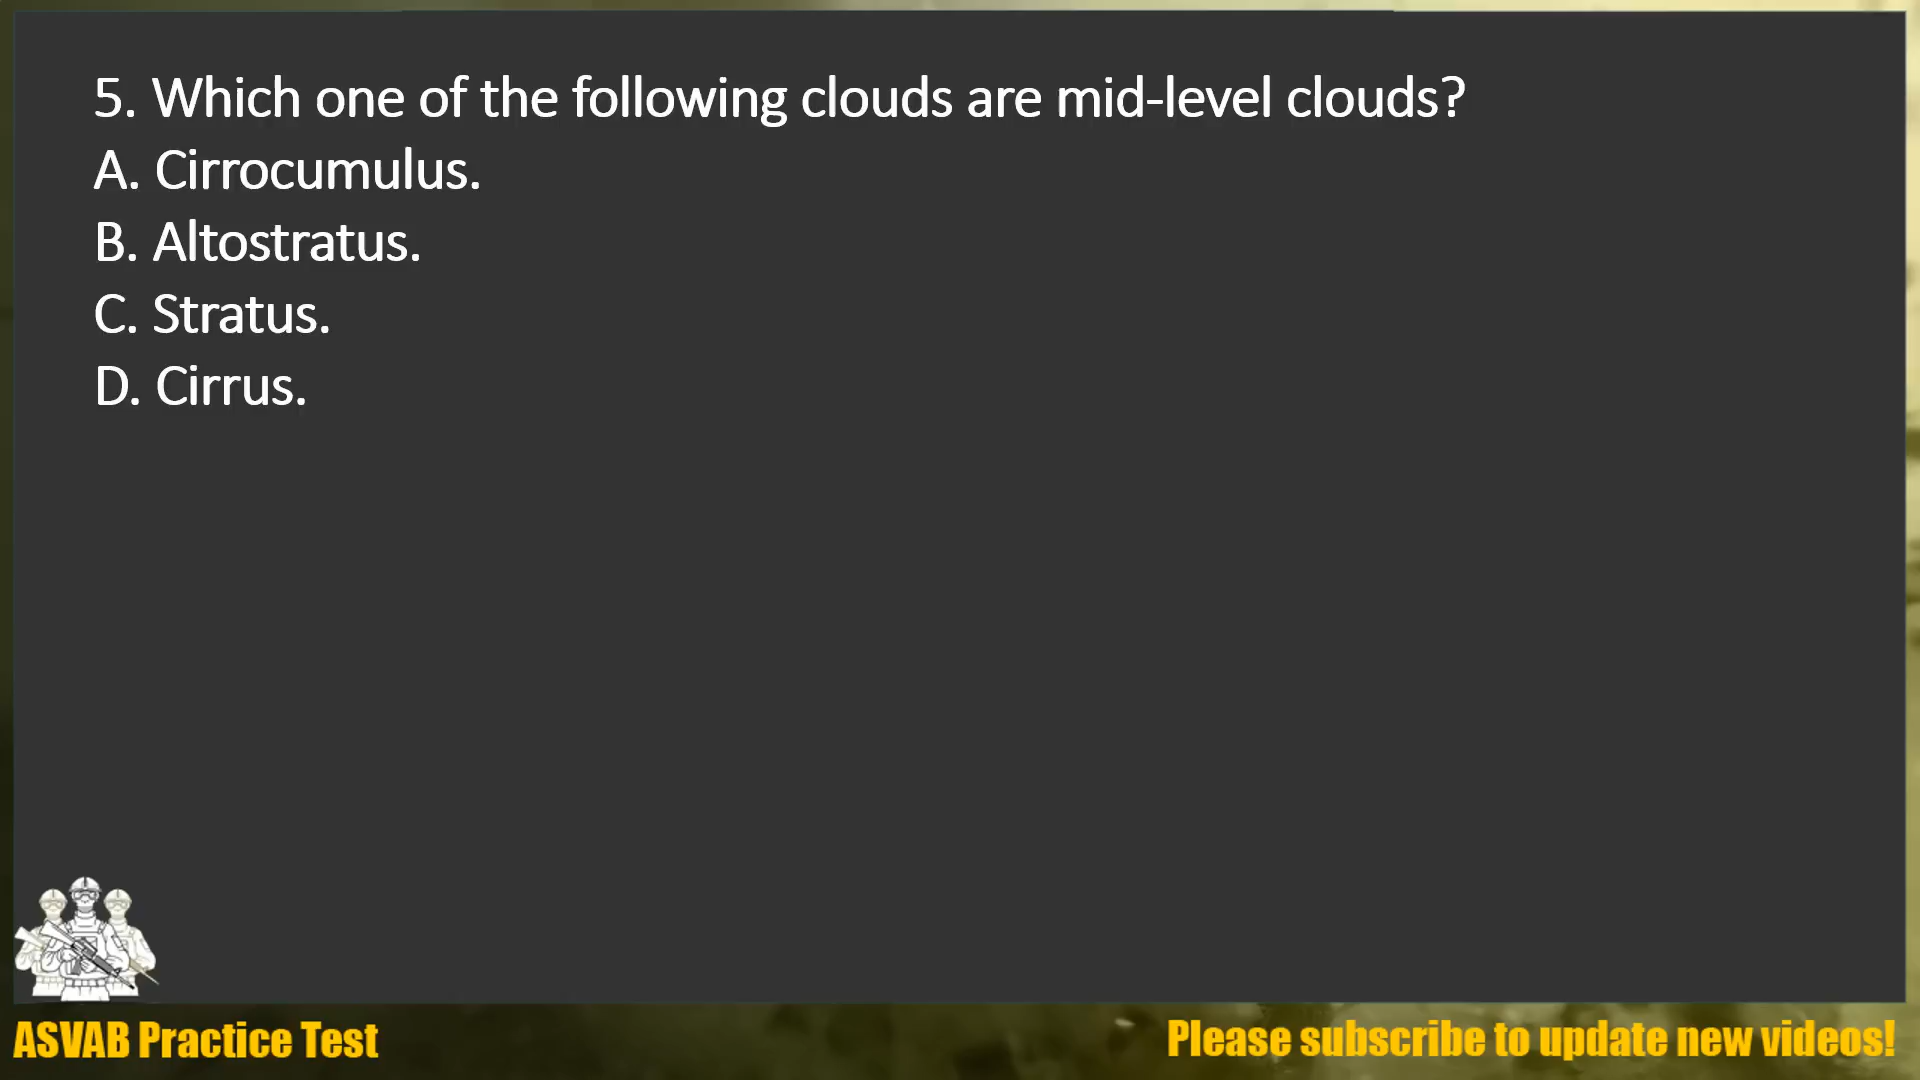 5. Which one of the following clouds are mid-level clouds?
A. Cirrocumulus.
B. Altostratus.
C. Stratus.
D. Cirrus.
ASVAB Practice Test
Please subscribe to update new videos!